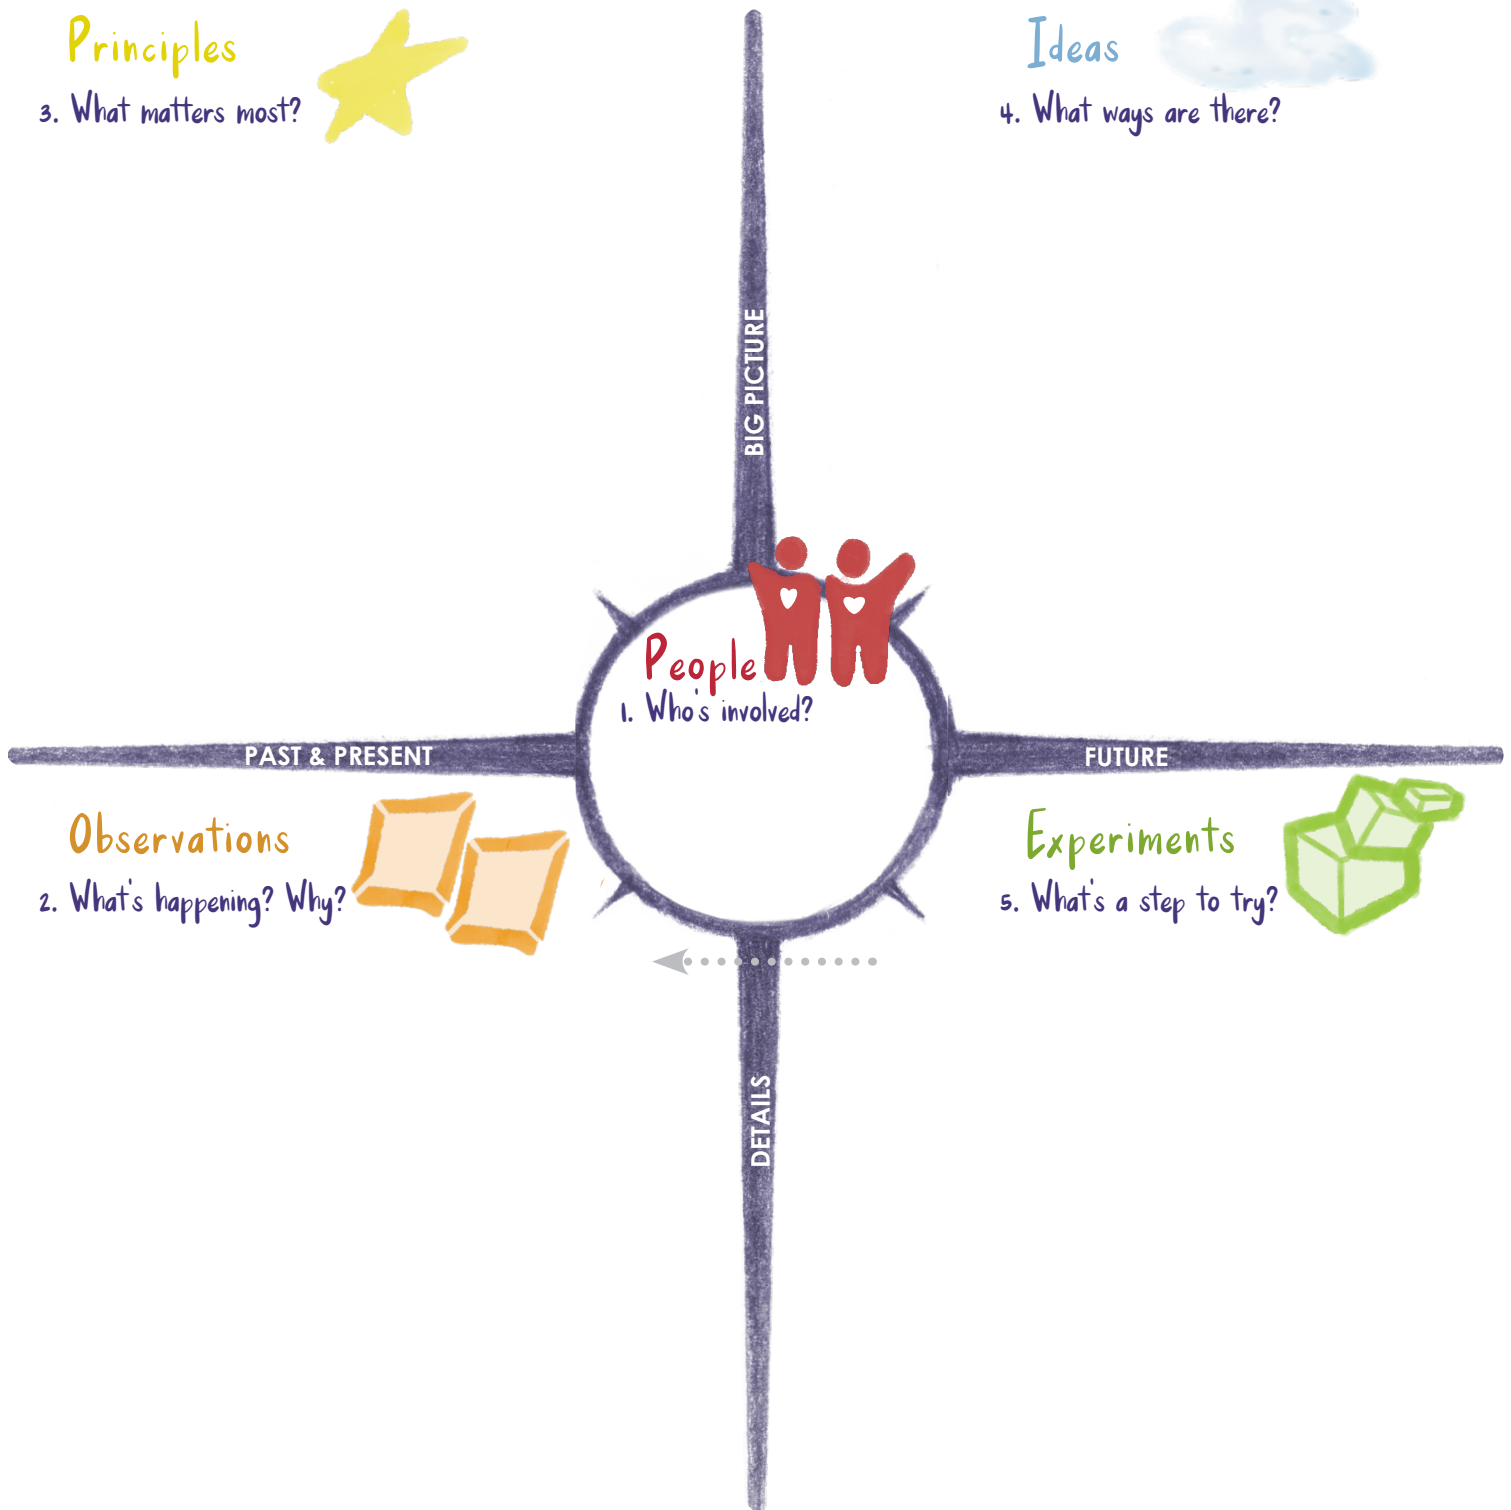 Principles
3. What matters most?
Ideas
4. What ways are there?
BIG PICTURE
People
1. Who's involved?
PAST & PRESENT
FUTURE
Observations
2. What's happening? Why?
Experiments
5. What's a step to try?
DETAILS